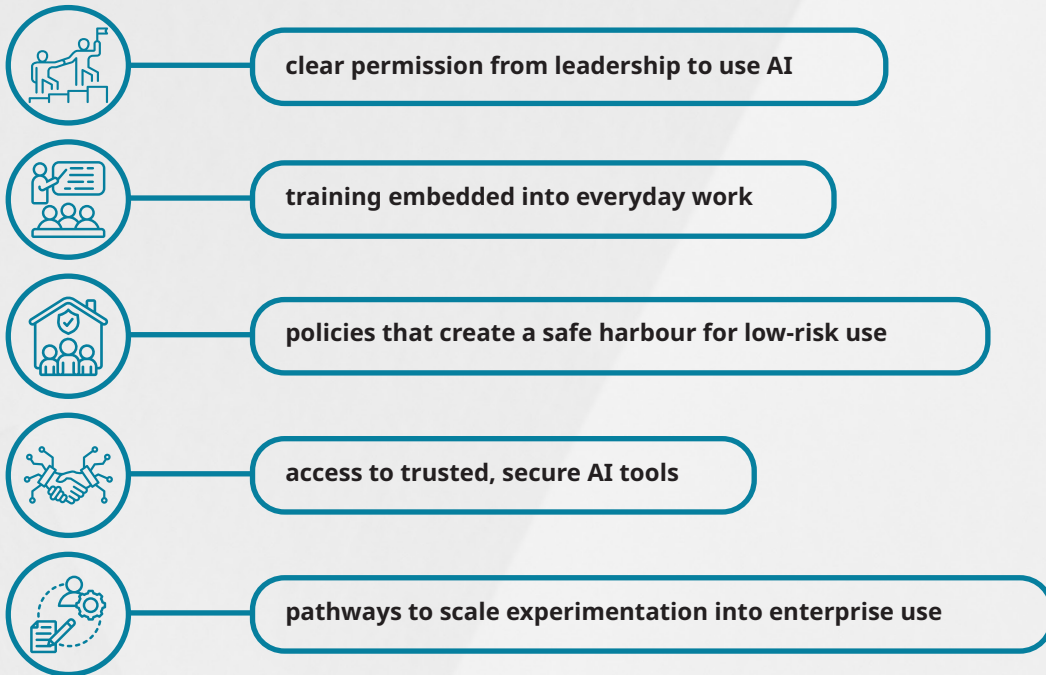 clear permission from leadership to use AI
training embedded into everyday work
policies that create a safe harbour for low-risk use
access to trusted, secure AI tools
pathways to scale experimentation into enterprise use